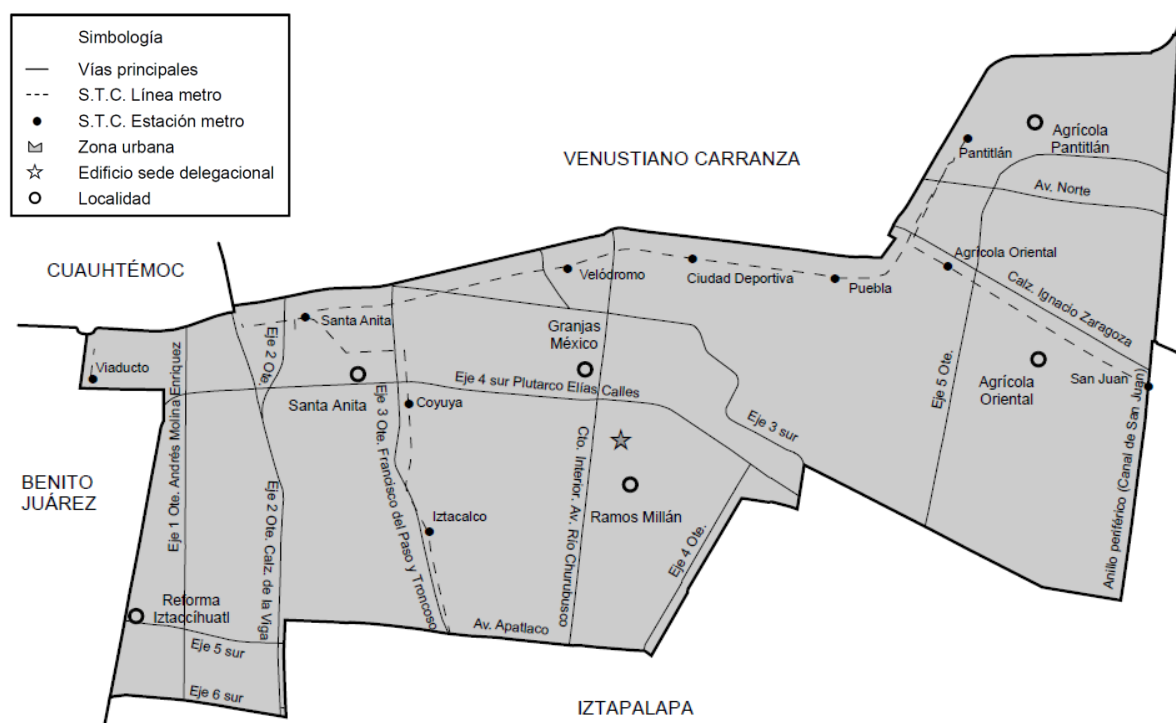 Simbología
Vías principales
S.T.C. Línea metro
S.T.C. Estación metro
Zona urbana
Edificio sede delegacional
Localidad
VENUSTIANO CARRANZA
CUAUHTÉMOC
BENITO
JUÁREZ
IZTAPALAPA
Agrícola
Pantitlán
Pantitlán
Av. Norte
Agrícola Oriental
Calz. Ignacio Zaragoza
Velódromo
Ciudad Deportiva
Puebla
Santa Anita
Granjas
México
Viaducto
Eje 1 Ote. Andrés Molina Enriquez
Eje 2 Ote.
Santa Anita
Eje 4 sur Plutarco Elías Calles
Coyuya
Eje 3 Ote. Francisco del Paso y Troncoso
Eje 3 sur
Eje 5 Ote.
Agrícola
Oriental
San Juan
Anillo periférico (Canal de San Juan)
Cto. Interior. Av. Río Churubusco
Ramos Millán
Iztacalco
Eje 2 Ote. Calz. de la Viga
Eje 4 Ote.
Reforma
Iztaccíhuatl
Av. Apatlaco
Eje 5 sur
Eje 6 sur